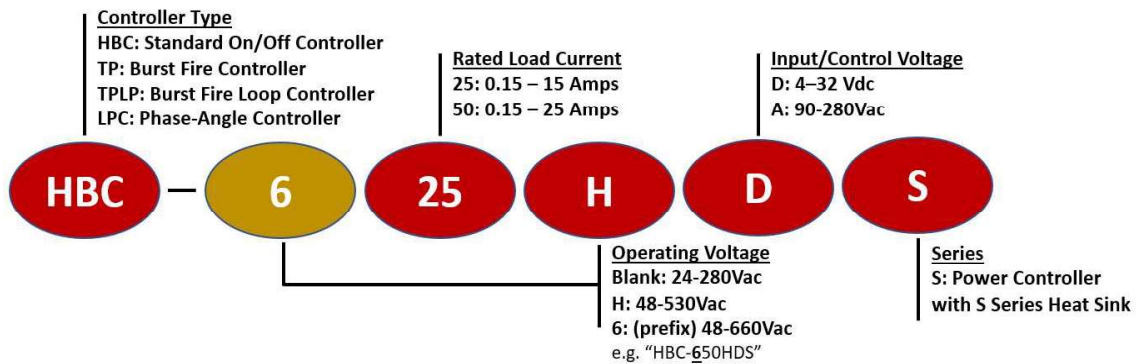 Controller Type
HBC: Standard On/Off Controller
TP: Burst Fire Controller
TPLP: Burst Fire Loop Controller
LPC: Phase-Angle Controller
Rated Load Current
25: 0.15 – 15 Amps
50: 0.15 – 25 Amps
Input/Control Voltage
D: 4–32 Vdc
A: 90-280Vac
HBC – 6 25 H D S
Operating Voltage
Blank: 24-280Vac
H: 48-530Vac
6: (prefix) 48-660Vac
e.g. “HBC-650HDS”
Series
S: Power Controller
with S Series Heat Sink